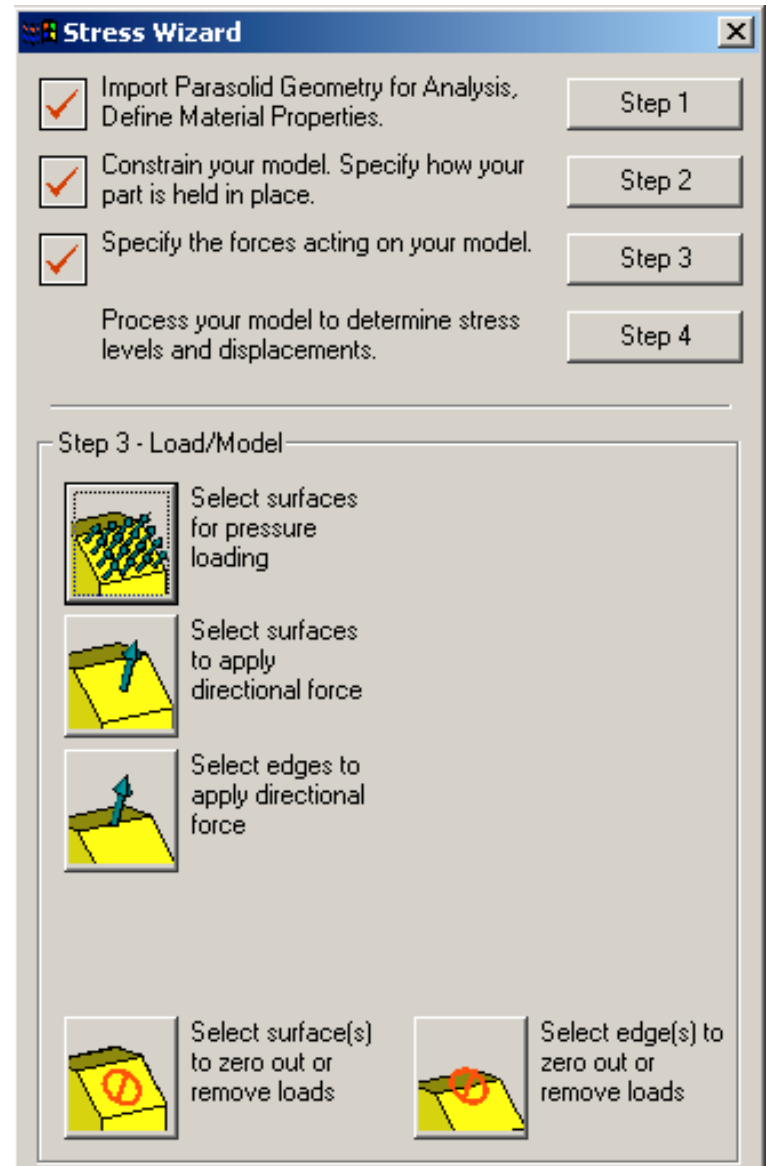 Stress Wizard
Import Parasolid Geometry for Analysis,
Define Material Properties.
Step 1
Constrain your model. Specify how your
part is held in place.
Step 2
Specify the forces acting on your model.
Step 3
Process your model to determine stress
levels and displacements.
Step 4
Step 3 - Load/Model
Select surfaces
for pressure
loading
Select surfaces
to apply
directional force
Select edges to
apply directional
force
Select surface(s)
to zero out or
remove loads
Select edge(s) to
zero out or
remove loads